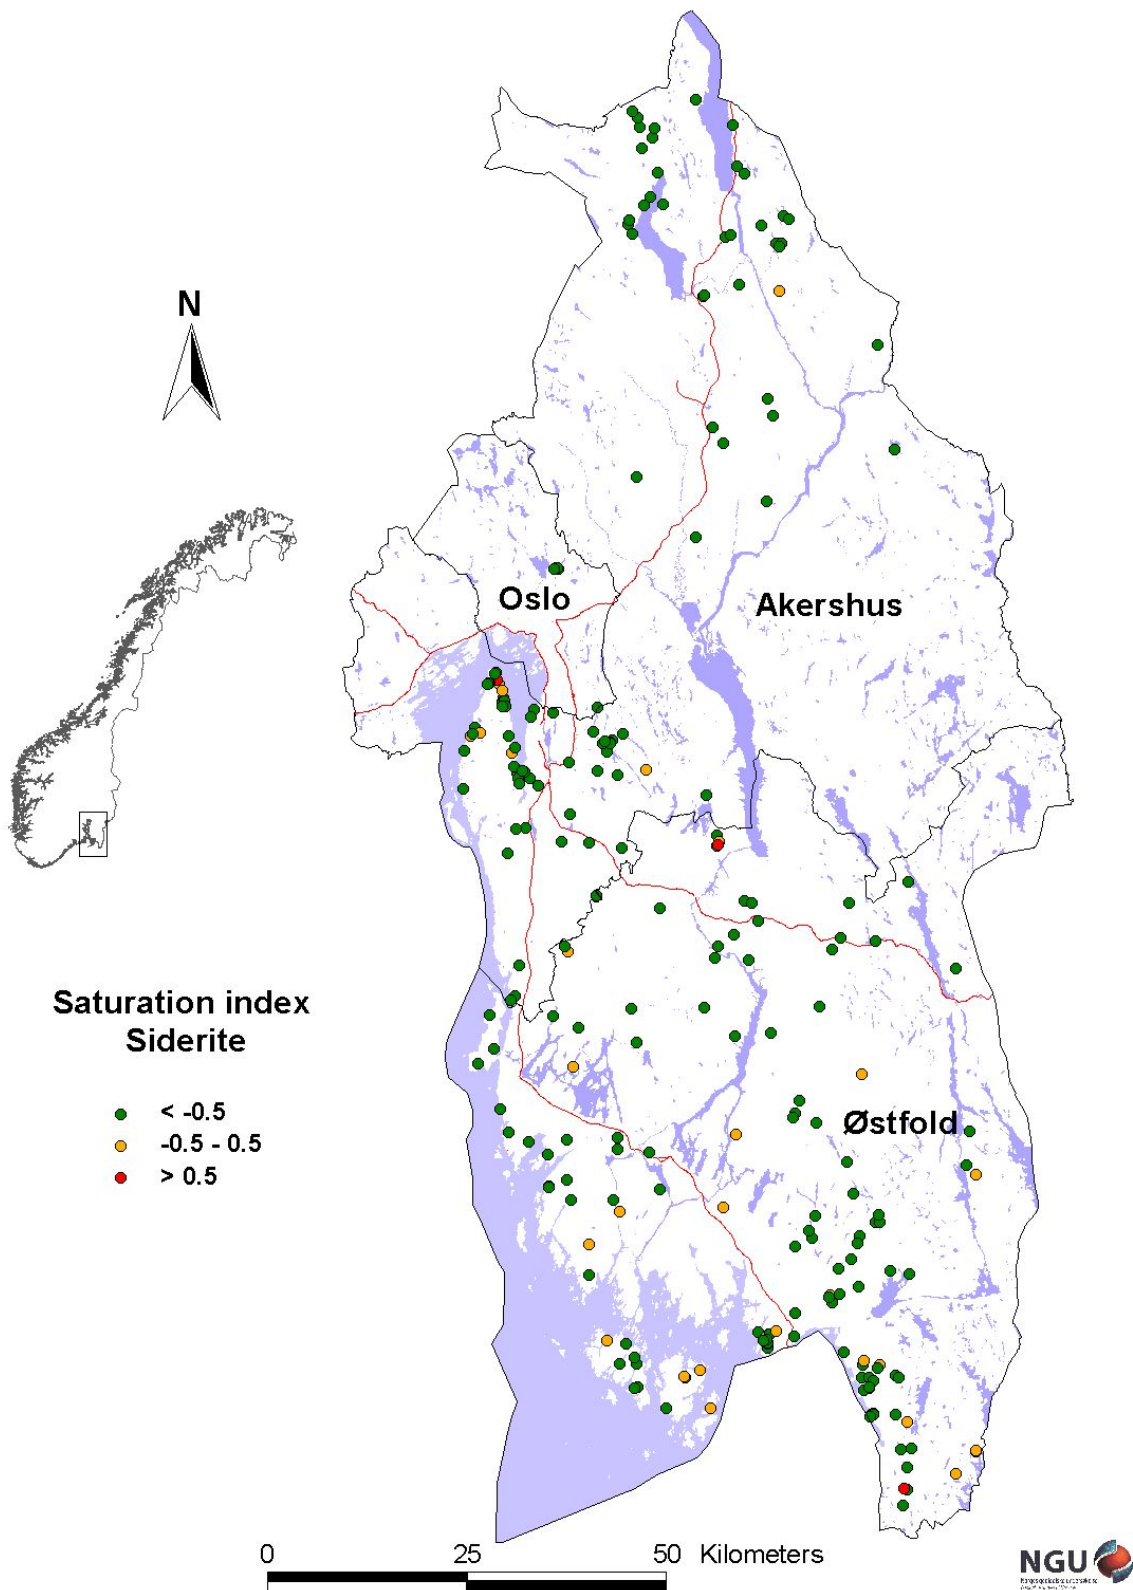 N
Oslo
Akershus
Saturation index
Siderite
< -0.5
-0.5 - 0.5
> 0.5
Østfold
0 25 50 Kilometers
NGU